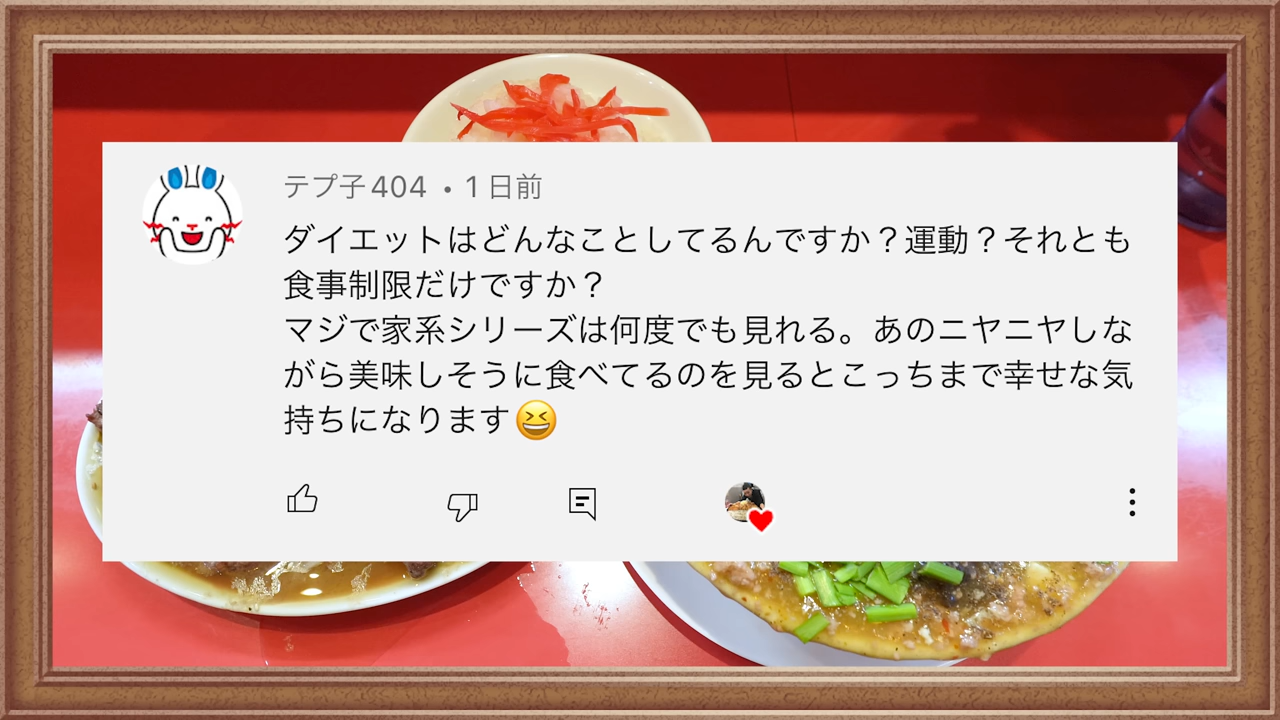 テプ子404 • 1日前
ダイエットはどんなことしてるんですか？運動？それとも
食事制限だけですか？
マジで家系シリーズは何度でも見れる。あのニヤニヤしな
がら美味しそうに食べてるのを見るとこっちまで幸せな気
持ちになります😆